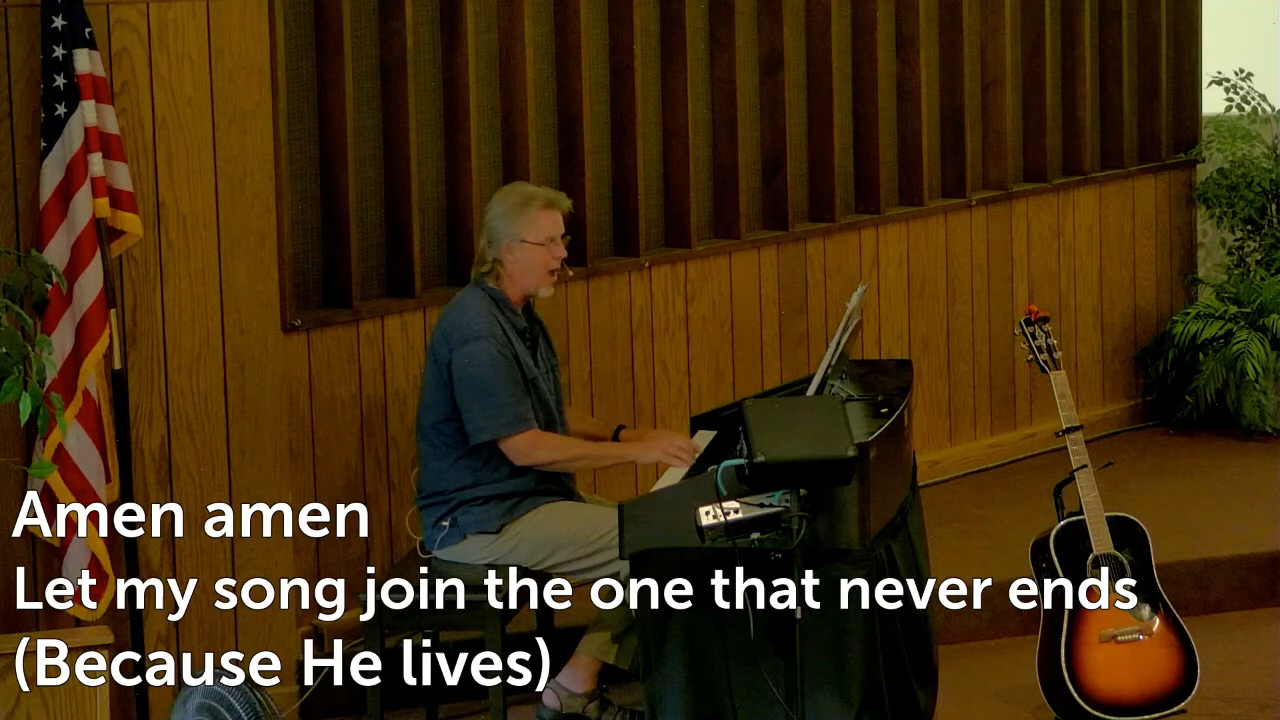 Amen amen
Let my song join the one that never ends
(Because He lives)